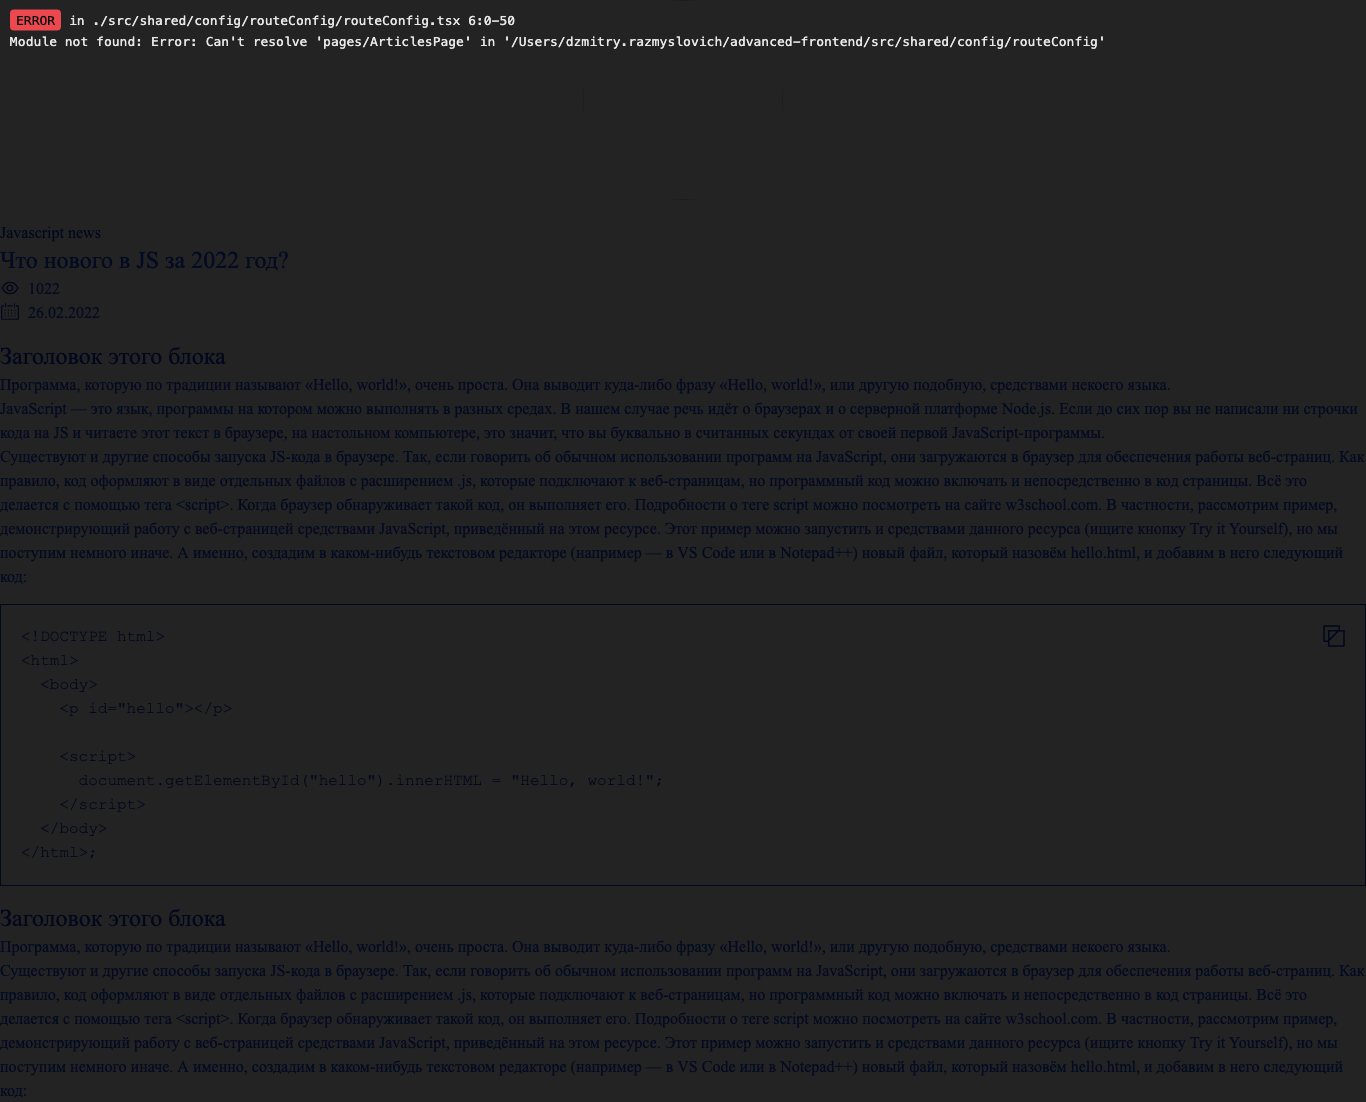 ERROR in ./src/shared/config/routeConfig/routeConfig.tsx 6:0-50
Module not found: Error: Can't resolve 'pages/ArticlesPage' in '/Users/dzmitry.razmyslovich/advanced-frontend/src/shared/config/routeConfig'
Javascript news
Что нового в JS за 2022 год?
1022
26.02.2022
Заголовок этого блока
Программа, которую по традиции называют «Hello, world!», очень проста. Она выводит куда-либо фразу «Hello, world!», или другую подобную, средствами некоего языка.
JavaScript — это язык, программы на котором можно выполнять в разных средах. В нашем случае речь идёт о браузерах и о серверной платформе Node.js. Если до сих пор вы не написали ни строчки
кода на JS и читаете этот текст в браузере, на настольном компьютере, это значит, что вы буквально в считанных секундах от своей первой JavaScript-программы.
Существуют и другие способы запуска JS-кода в браузере. Так, если говорить об обычном использовании программ на JavaScript, они загружаются в браузер для обеспечения работы веб-страниц. Как
правило, код оформляют в виде отдельных файлов с расширением .js, которые подключают к веб-страницам, но программный код можно включать и непосредственно в код страницы. Всё это
делается с помощью тега <script>. Когда браузер обнаруживает такой код, он выполняет его. Подробности о теге script можно посмотреть на сайте w3school.com. В частности, рассмотрим пример,
демонстрирующий работу с веб-страницей средствами JavaScript, приведённый на этом ресурсе. Этот пример можно запустить и средствами данного ресурса (ищите кнопку Try it Yourself), но мы
поступим немного иначе. А именно, создадим в каком-нибудь текстовом редакторе (например — в VS Code или в Notepad++) новый файл, который назовём hello.html, и добавим в него следующий
код:
<!DOCTYPE html>
<html>
<body>
<p id="hello"></p>
<script>
document.getElementById("hello").innerHTML = "Hello, world!";
</script>
</body>
</html>;
Заголовок этого блока
Программа, которую по традиции называют «Hello, world!», очень проста. Она выводит куда-либо фразу «Hello, world!», или другую подобную, средствами некоего языка.
Существуют и другие способы запуска JS-кода в браузере. Так, если говорить об обычном использовании программ на JavaScript, они загружаются в браузер для обеспечения работы веб-страниц. Как
правило, код оформляют в виде отдельных файлов с расширением .js, которые подключают к веб-страницам, но программный код можно включать и непосредственно в код страницы. Всё это
делается с помощью тега <script>. Когда браузер обнаруживает такой код, он выполняет его. Подробности о теге script можно посмотреть на сайте w3school.com. В частности, рассмотрим пример,
демонстрирующий работу с веб-страницей средствами JavaScript, приведённый на этом ресурсе. Этот пример можно запустить и средствами данного ресурса (ищите кнопку Try it Yourself), но мы
поступим немного иначе. А именно, создадим в каком-нибудь текстовом редакторе (например — в VS Code или в Notepad++) новый файл, который назовём hello.html, и добавим в него следующий
код: